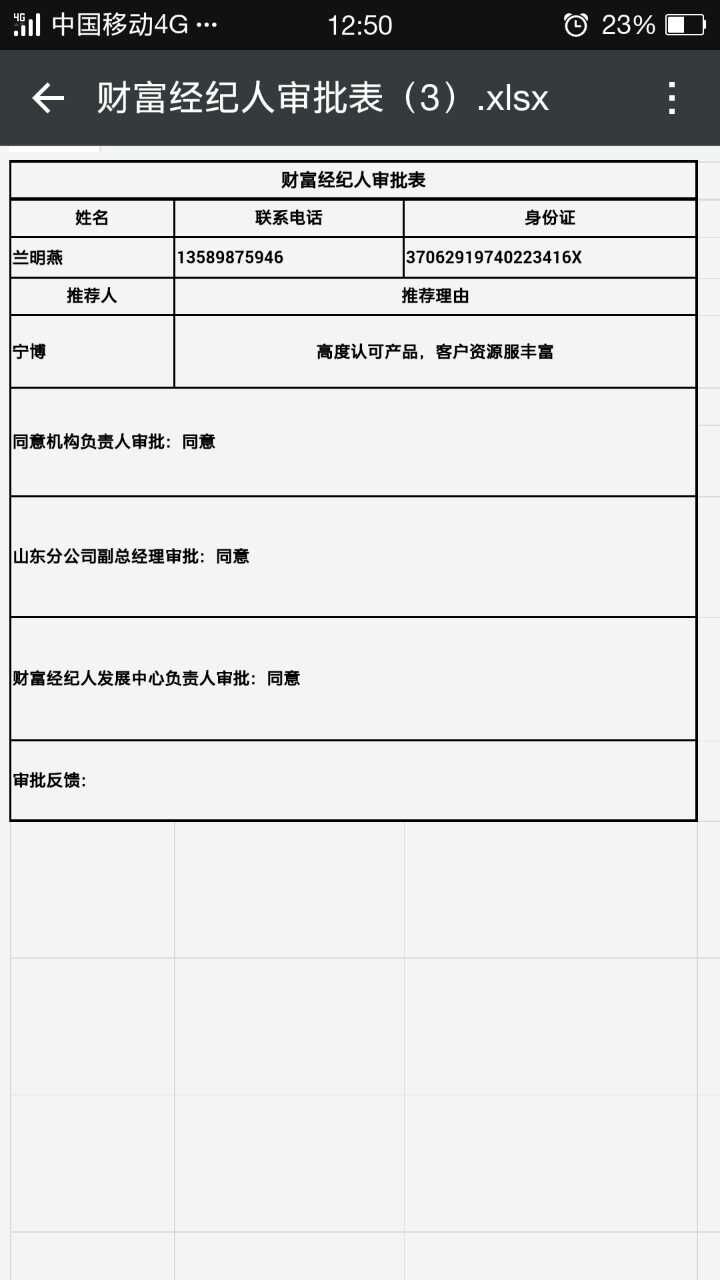 4G 中国移动4G ··· 12:50 23%
财富经纪人审批表（3）.xlsx
财富经纪人审批表
姓名 联系电话 身份证
兰明燕 13589875946 37062919740223416X
推荐人 推荐理由
宁博 高度认可产品，客户资源服丰富
同意机构负责人审批：同意
山东分公司副总经理审批：同意
财富经纪人发展中心负责人审批：同意
审批反馈：